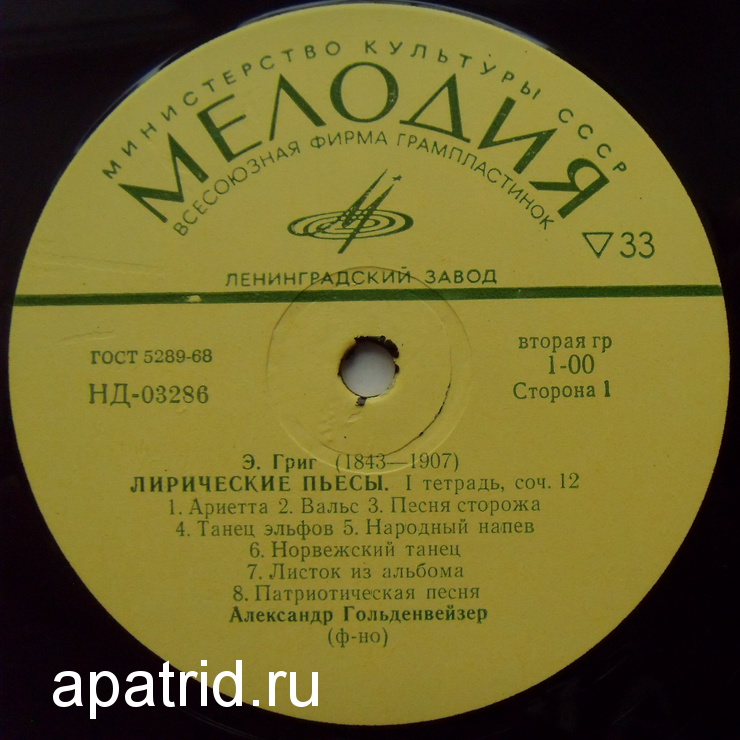 МИНИСТЕРСТВО КУЛЬТУРЫ СССР
МЕЛОДИЯ
ВСЕСОЮЗНАЯ ФИРМА ГРАМПЛАСТИНОК
33
ЛЕНИНГРАДСКИЙ ЗАВОД
ГОСТ 5289-68
НД-03286
вторая гр
1-00
Сторона 1
Э. Григ (1843—1907)
ЛИРИЧЕСКИЕ ПЬЕСЫ. I тетрадь, соч. 12
1. Ариетта 2. Вальс 3. Песня сторожа
4. Танец эльфов 5. Народный напев
6. Норвежский танец
7. Листок из альбома
8. Патриотическая песня
Александр Гольденвейзер
(ф-но)
apatrid.ru